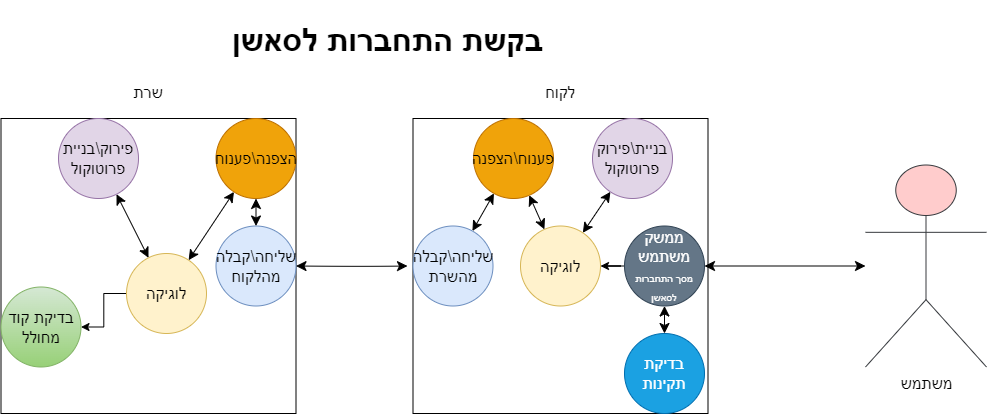 בקשת התחברות לסאשן
לקוח
שרת
בניית\פירוק
פרוטוקול
פענוח\הצפנה
ממשק
משתמש
מסך התחברות
לסאשן
לוגיקה
שליחה\קבלה
מהשרת
בדיקת
תקינות
משתמש
הצפנה\פענוח
פירוק\בניית
פרוטוקול
שליחה\קבלה
מהלקוח
לוגיקה
בדיקת קוד
מחולל